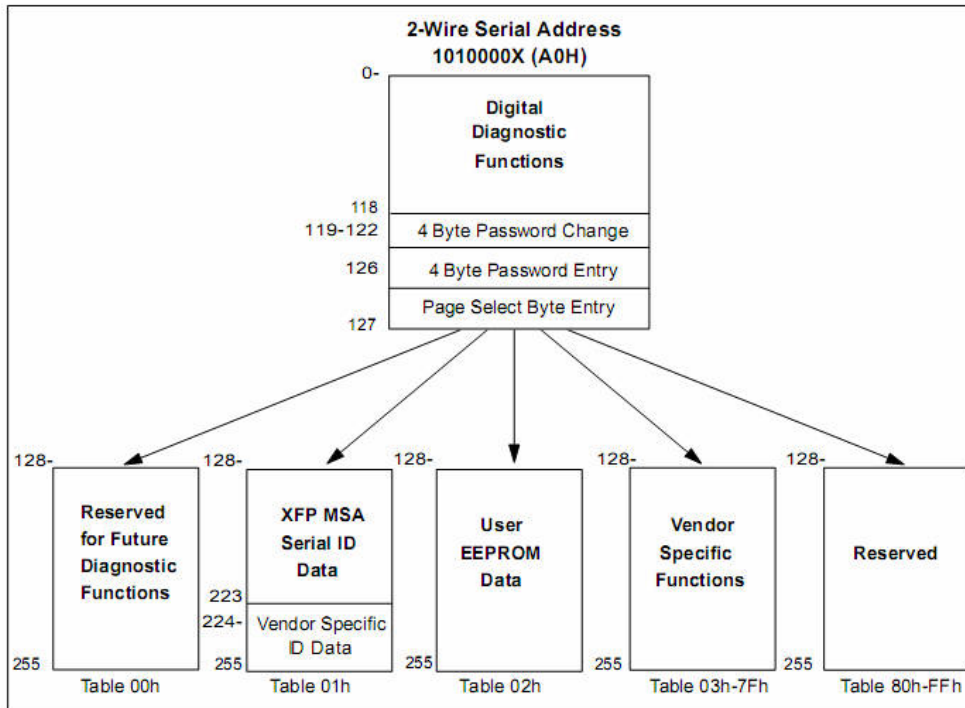 2-Wire Serial Address
1010000X (A0H)
0-
Digital
Diagnostic
Functions
118
119-122
4 Byte Password Change
126
4 Byte Password Entry
Page Select Byte Entry
127
128-
Reserved
for Future
Diagnostic
Functions
255
Table 00h
128-
XFP MSA
Serial ID
Data
223
224-
Vendor Specific
ID Data
255
Table 01h
128-
User
EEPROM
Data
255
Table 02h
128-
Vendor
Specific
Functions
255
Table 03h-7Fh
128-
Reserved
255
Table 80h-FFh